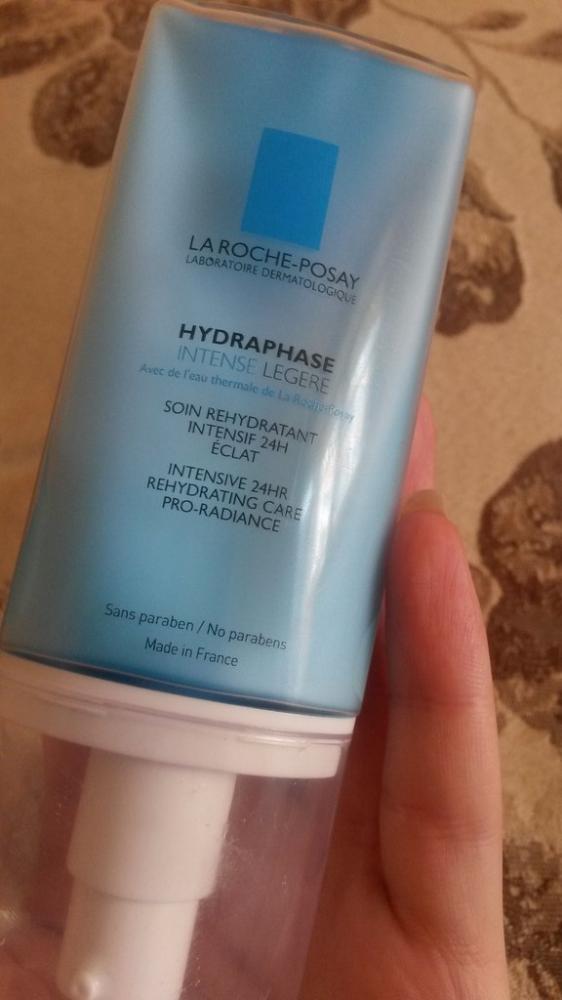 LA ROCHE-POSAY
LABORATOIRE DERMATOLOGIQUE
HYDRAPHASE
INTENSE LEGERE
Avec de l'eau thermale de La Roche-Posay
SOIN REHYDRATANT
INTENSIF 24H
ÉCLAT
INTENSIVE 24HR
REHYDRATING CARE
PRO-RADIANCE
Sans paraben / No parabens
Made in France